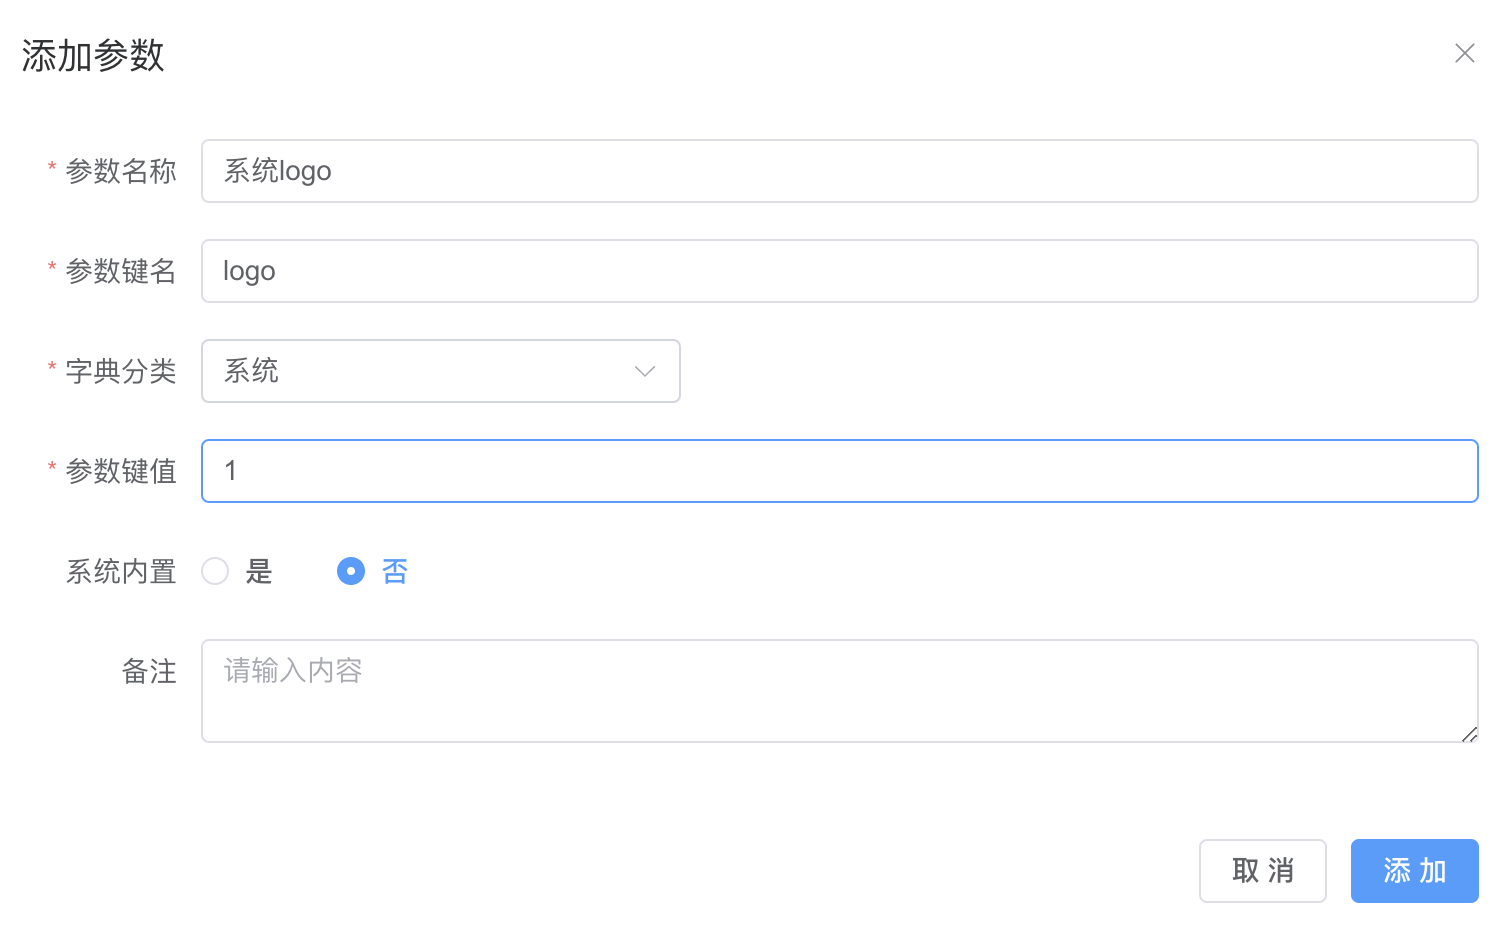 添加参数
* 参数名称 系统logo
* 参数键名 logo
* 字典分类 系统
* 参数键值 1
系统内置 是 否
备注 请输入内容
取 消 添 加